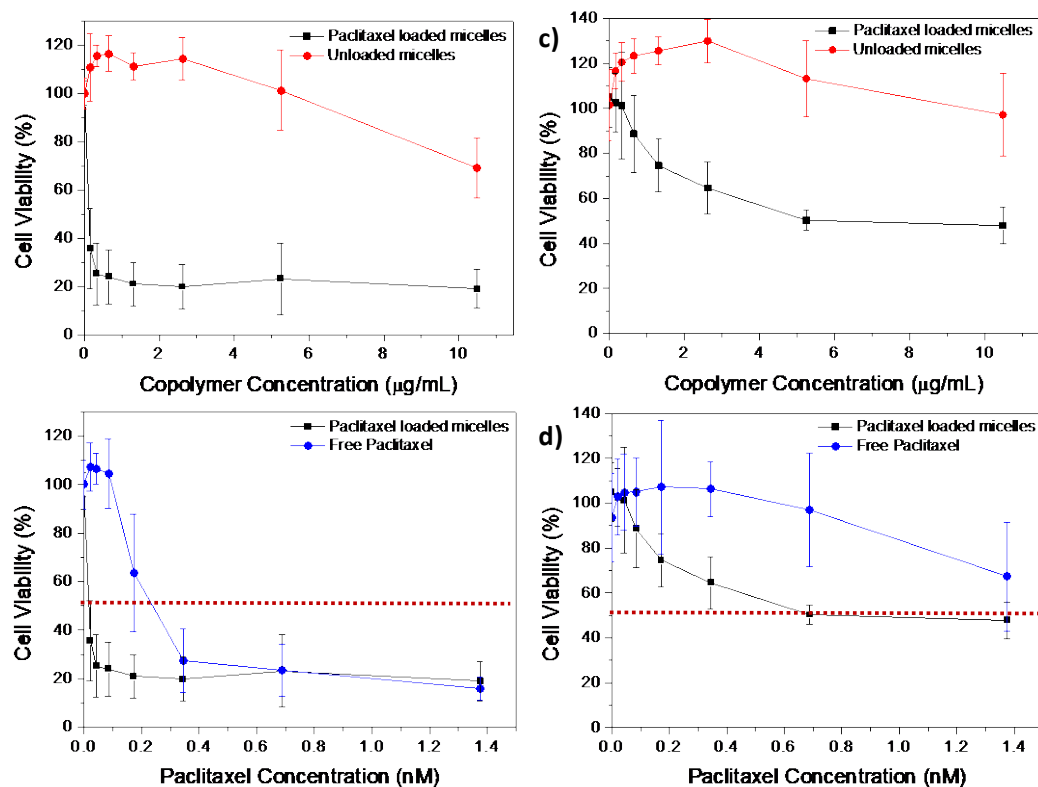 Paclitaxel loaded micelles
Unloaded micelles
120
100
80
60
40
20
0
Cell Viability (%)
0 2 4 6 8 10
Copolymer Concentration (µg/mL)
c)
Paclitaxel loaded micelles
Unloaded micelles
140
120
100
80
60
40
20
0
Cell Viability (%)
0 2 4 6 8 10
Copolymer Concentration (µg/mL)
Paclitaxel loaded micelles
Free Paclitaxel
120
100
80
60
40
20
0
Cell Viability (%)
0.0 0.2 0.4 0.6 0.8 1.0 1.2 1.4
Paclitaxel Concentration (nM)
d)
Paclitaxel loaded micelles
Free Paclitaxel
140
120
100
80
60
40
20
0
Cell Viability (%)
0.0 0.2 0.4 0.6 0.8 1.0 1.2 1.4
Paclitaxel Concentration (nM)